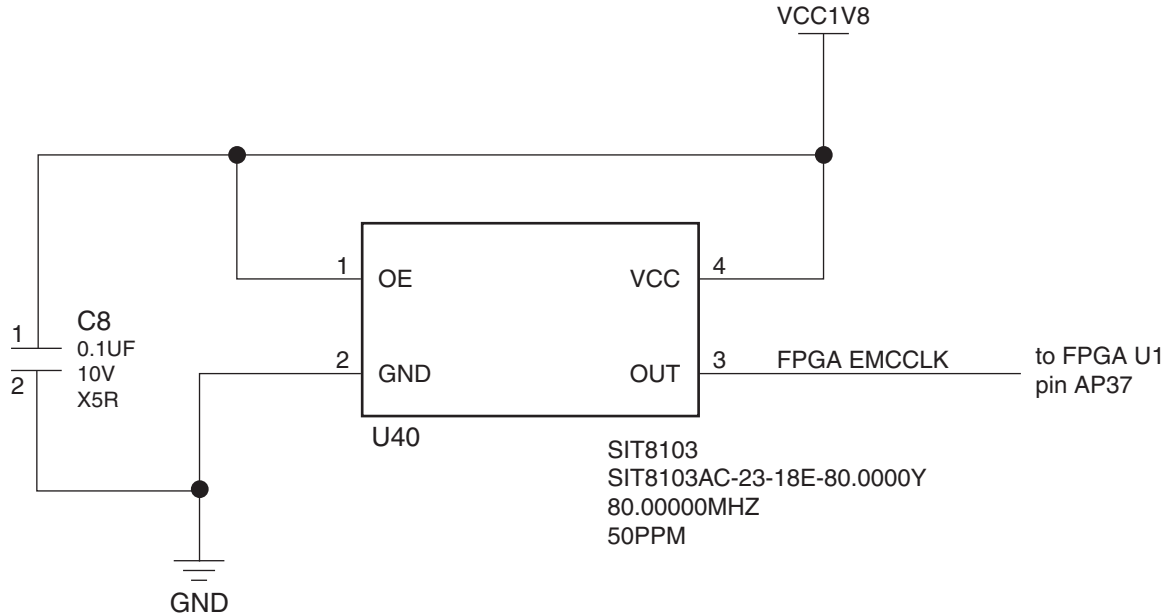 VCC1V8
1
OE
VCC
4
1
C8
0.1UF
10V
X5R
2
2
GND
OUT
3
FPGA EMCCLK
to FPGA U1
pin AP37
U40
SIT8103
SIT8103AC-23-18E-80.0000Y
80.00000MHZ
50PPM
GND